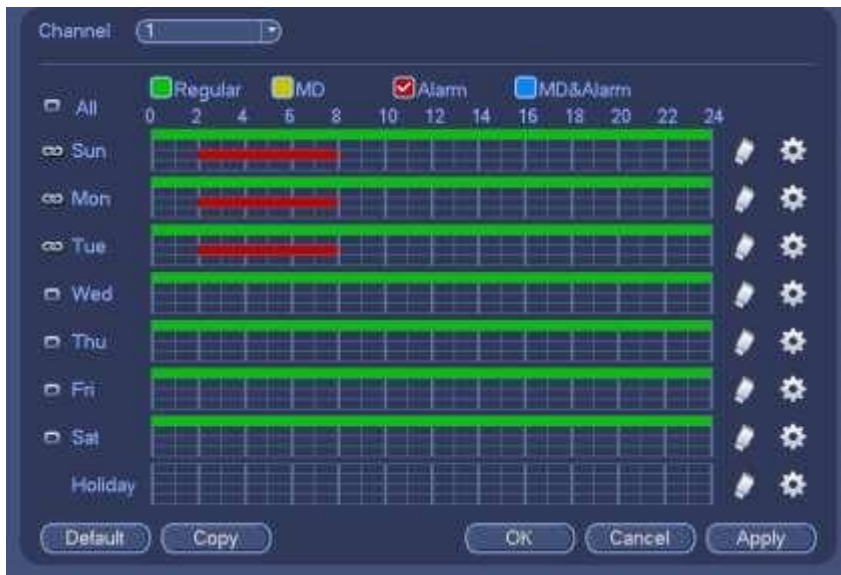 Channel 1
Regular MD Alarm MD&Alarm
All 0 2 4 6 8 10 12 14 16 18 20 22 24
Sun
Mon
Tue
Wed
Thu
Fri
Sat
Holiday
Default Copy OK Cancel Apply